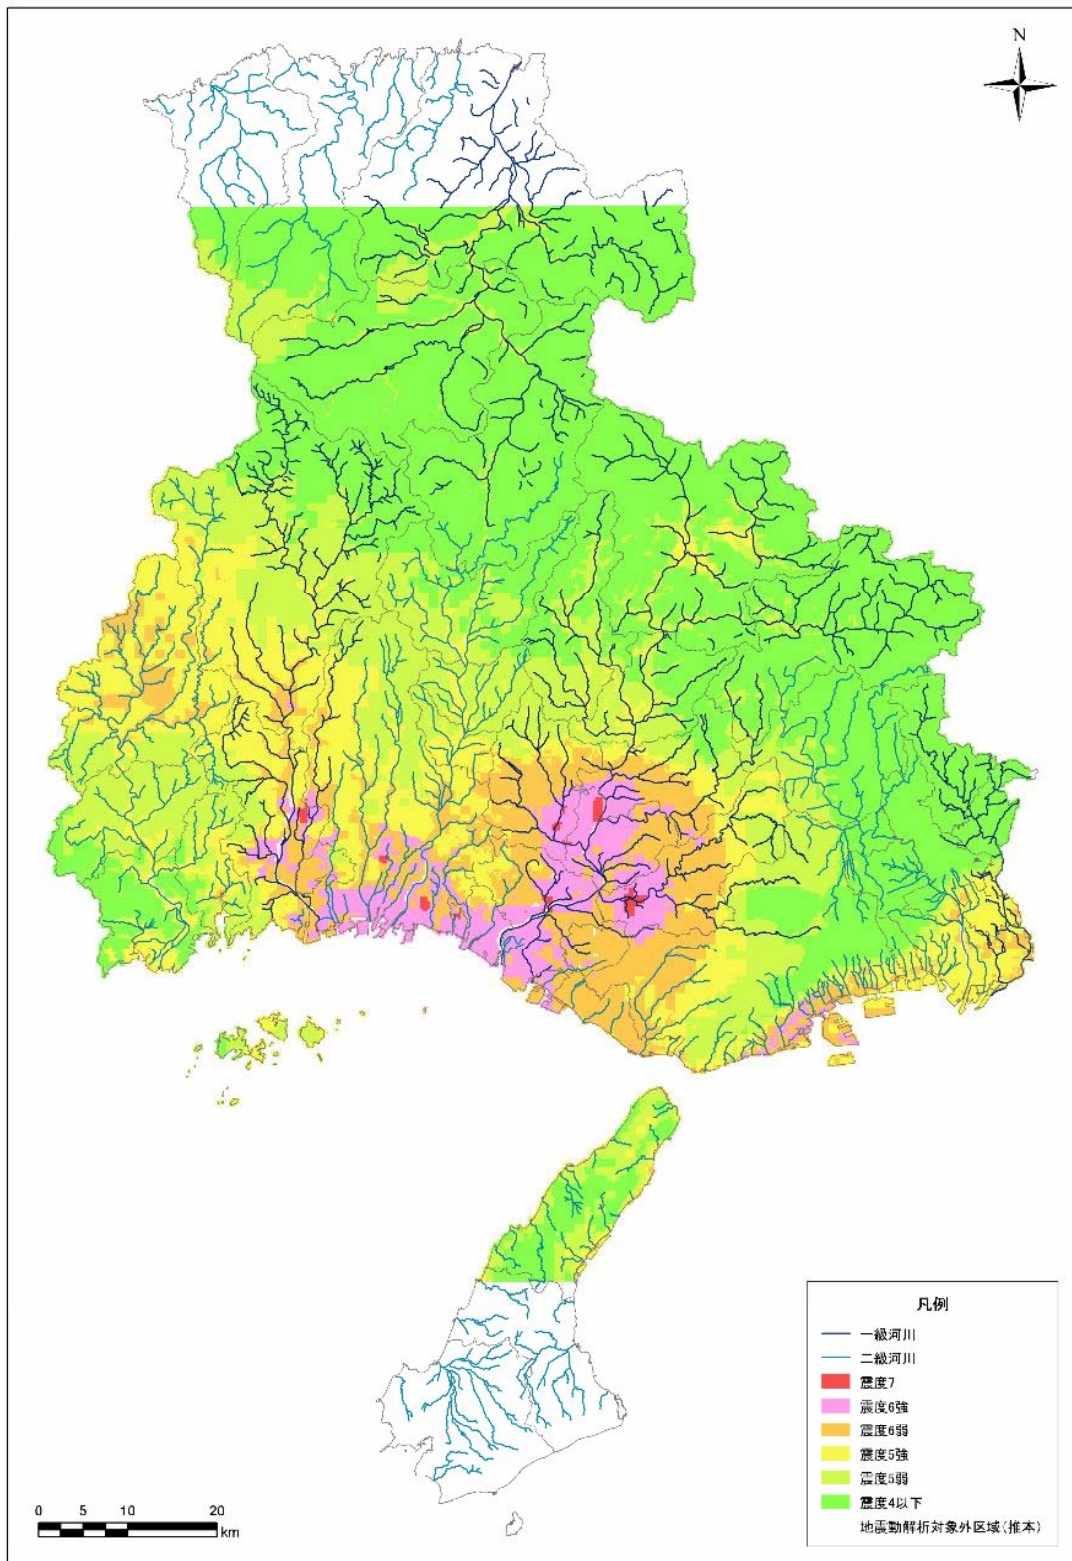 N
凡例
一級河川
二級河川
震度7
震度6強
震度6弱
震度5強
震度5弱
震度4以下
地震動解析対象外区域(推本)
0 5 10 20
km